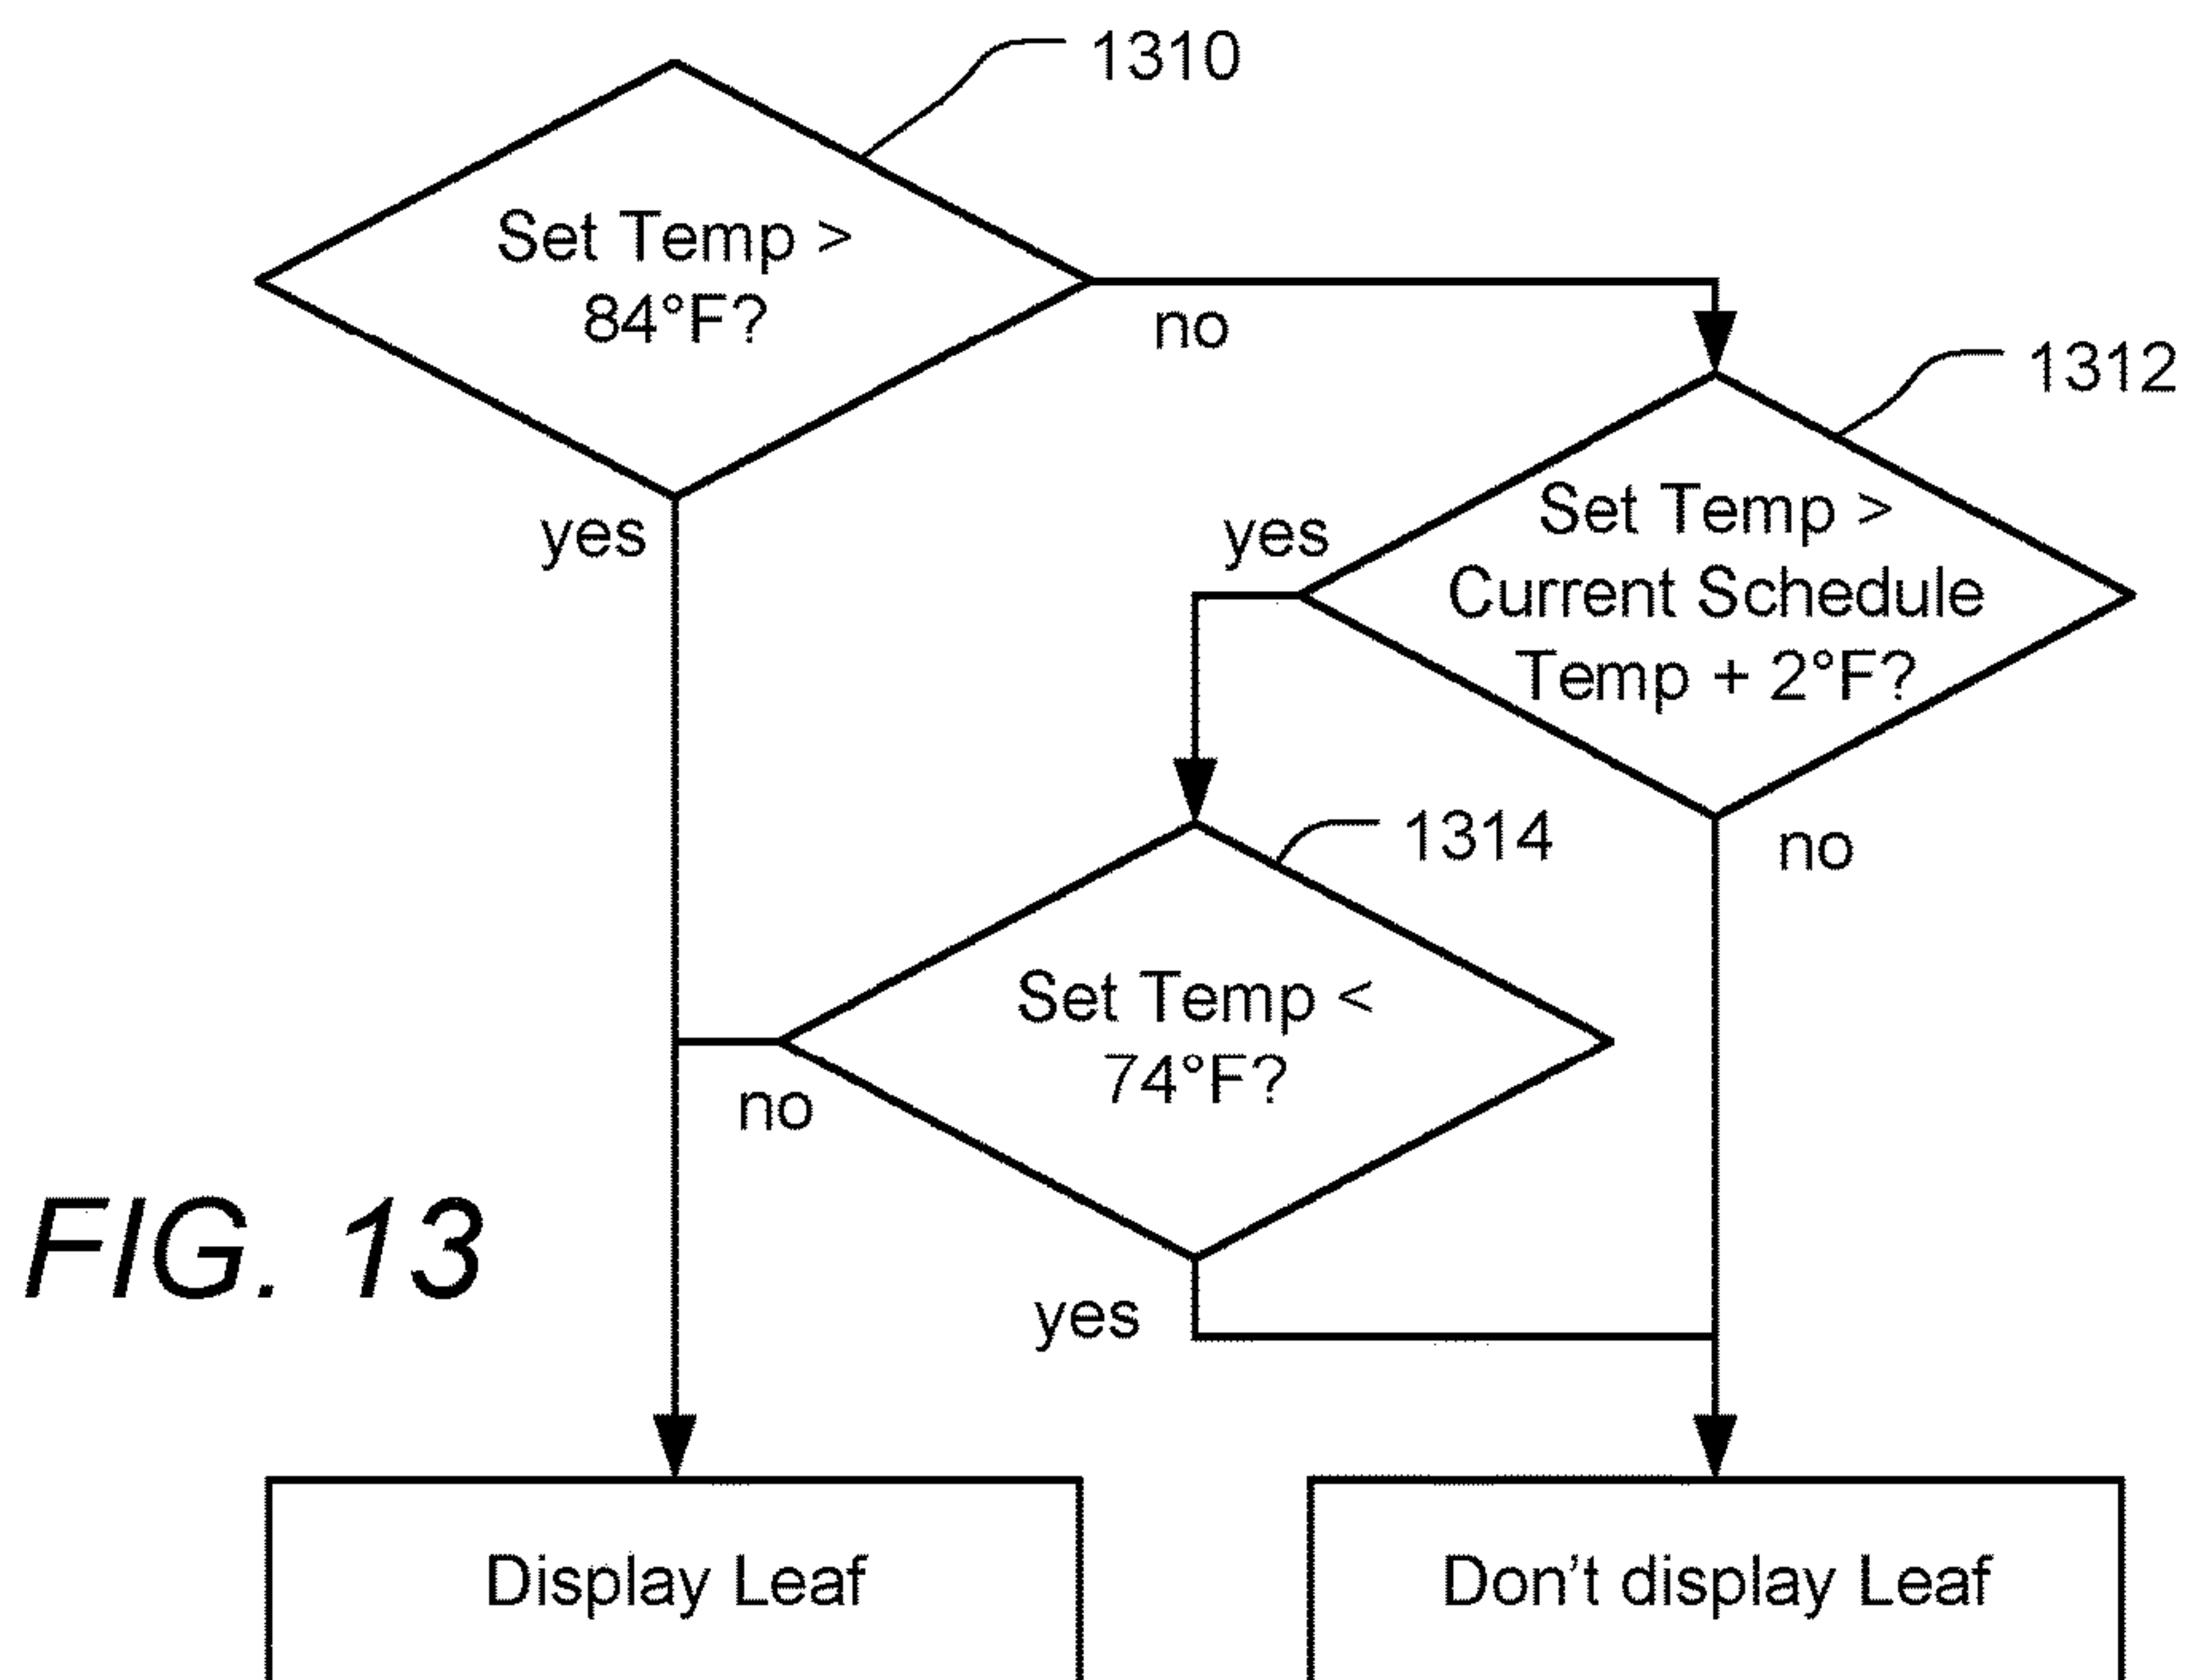 1310
Set Temp >
84°F?
no
1312
yes
Set Temp >
Current Schedule
Temp + 2°F?
yes
1314
no
Set Temp <
74°F?
no
FIG. 13
yes
Display Leaf
Don't display Leaf